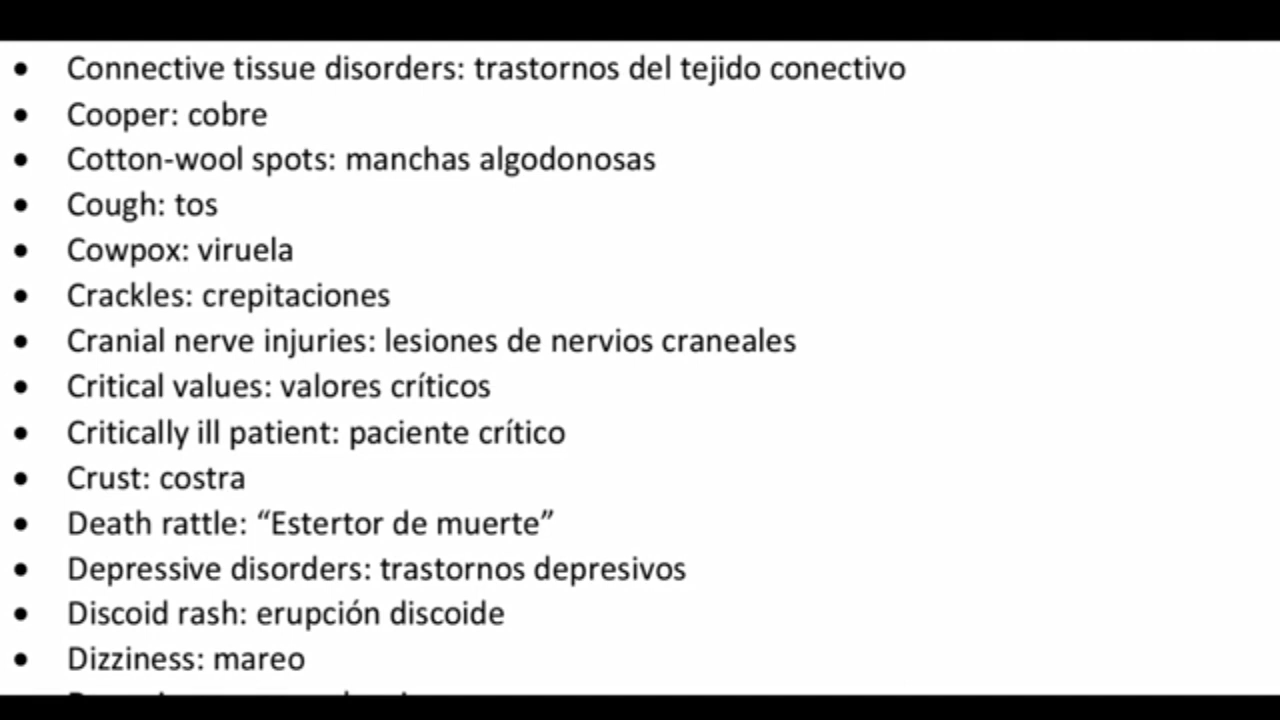 • Connective tissue disorders: trastornos del tejido conectivo
• Cooper: cobre
• Cotton-wool spots: manchas algodonosas
• Cough: tos
• Cowpox: viruela
• Crackles: crepitaciones
• Cranial nerve injuries: lesiones de nervios craneales
• Critical values: valores críticos
• Critically ill patient: paciente crítico
• Crust: costra
• Death rattle: “Estertor de muerte”
• Depressive disorders: trastornos depresivos
• Discoid rash: erupción discoide
• Dizziness: mareo